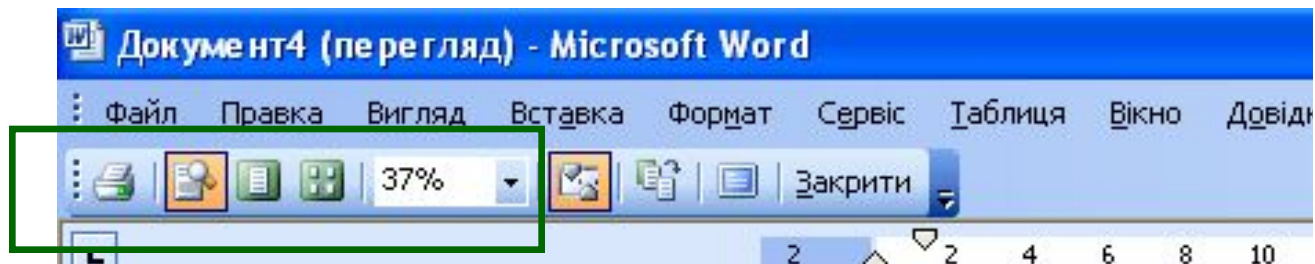 Документ4 (перегляд) - Microsoft Word
Файл Правка Вигляд Вставка Формат Сервіс Таблиця Вікно
37% Закрити
L 2 2 4 6 8 10